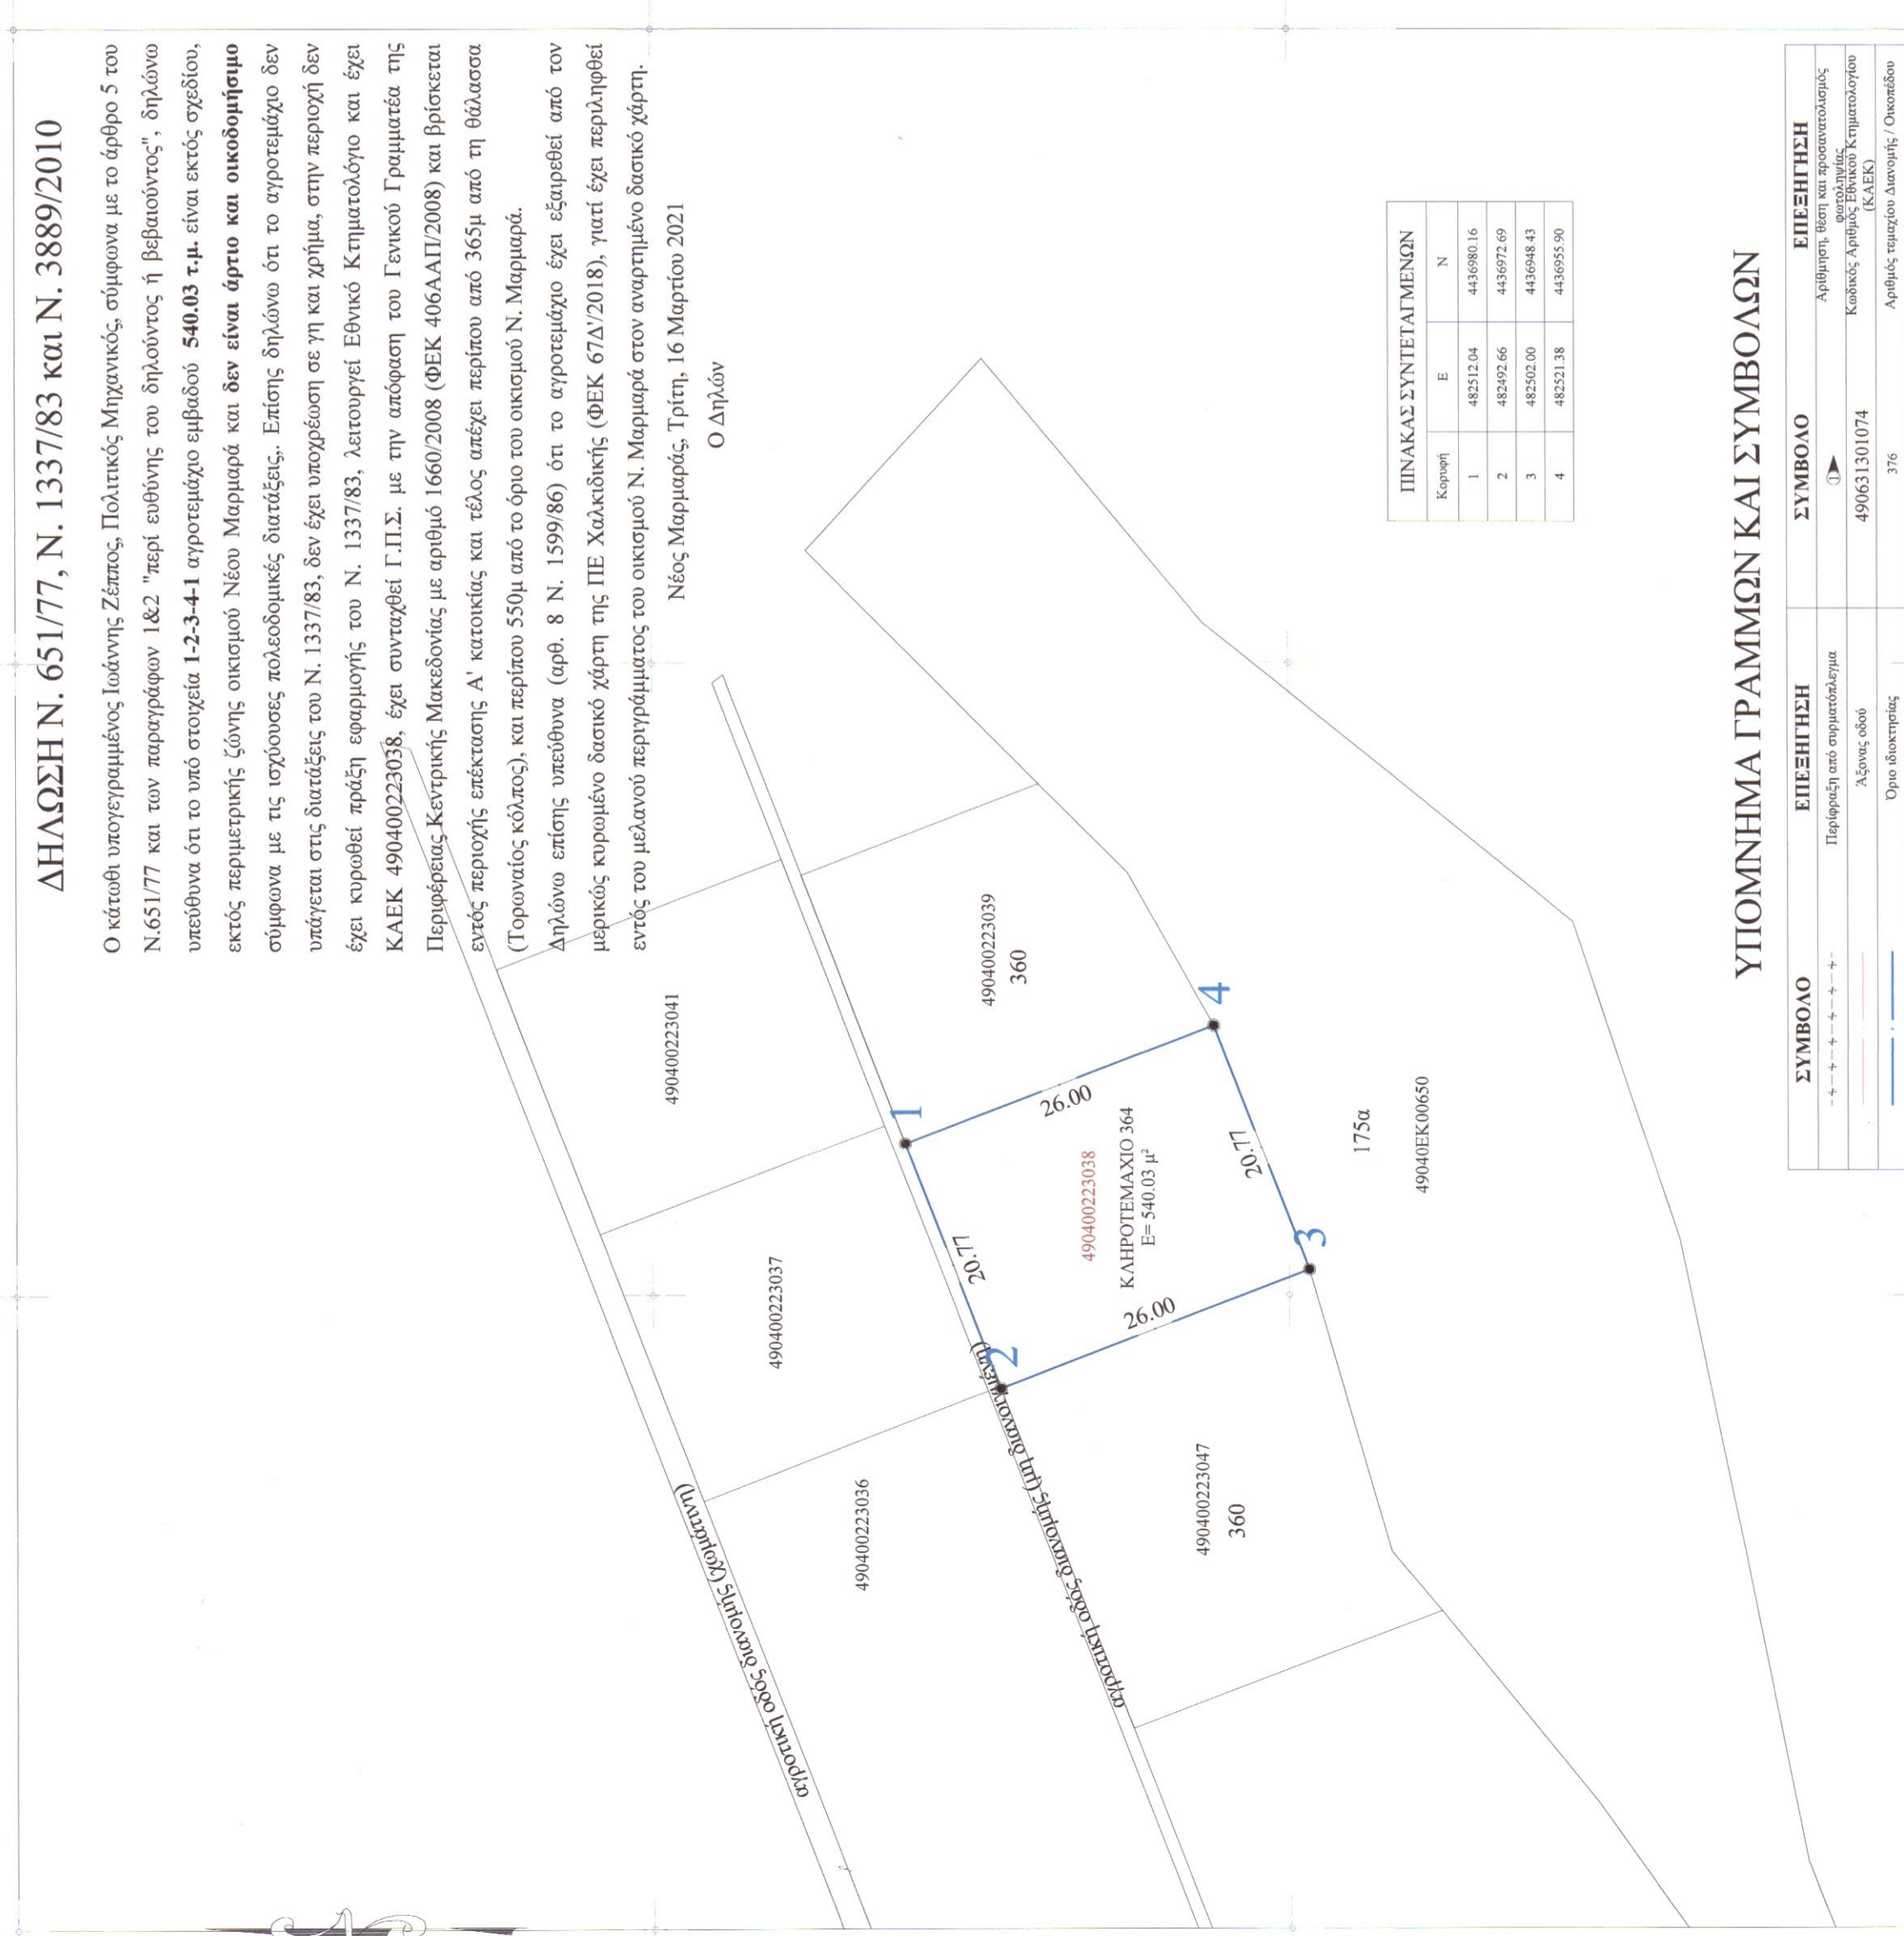 ΔΗΛΩΣΗ Ν. 651/77, Ν. 1337/83 και Ν. 3889/2010
Ο κάτωθι υπογεγραμμένος Ιωάννης Ζέππος, Πολιτικός Μηχανικός, σύμφωνα με το άρθρο 5 του
Ν.651/77 και των παραγράφων 1&2 "περί ευθύνης του δηλούντος ή βεβαιούντος", δηλώνω
υπεύθυνα ότι το υπό στοιχεία 1-2-3-4-1 αγροτεμάχιο εμβαδού 540.03 τ.μ. είναι εκτός σχεδίου,
εκτός περιμετρικής ζώνης οικισμού Νέου Μαρμαρά και δεν είναι άρτιο και οικοδομήσιμο
σύμφωνα με τις ισχύουσες πολεοδομικές διατάξεις,. Επίσης δηλώνω ότι το αγροτεμάχιο δεν
υπάγεται στις διατάξεις του Ν. 1337/83, δεν έχει υποχρέωση σε γη και χρήμα, στην περιοχή δεν
έχει κυρωθεί πράξη εφαρμογής του Ν. 1337/83, λειτουργεί Εθνικό Κτηματολόγιο και έχει
ΚΑΕΚ 490400223038, έχει συνταχθεί Γ.Π.Σ. με την απόφαση του Γενικού Γραμματέα της
Περιφέρειας Κεντρικής Μακεδονίας με αριθμό 1660/2008 (ΦΕΚ 406ΑΑΠ/2008) και βρίσκεται
εντός περιοχής επέκτασης Α' κατοικίας και τέλος απέχει περίπου από 365μ από τη θάλασσα
(Τορωναίος κόλπος), και περίπου 550μ από το όριο του οικισμού Ν. Μαρμαρά.
Δηλώνω επίσης υπεύθυνα (αρθ. 8 Ν. 1599/86) ότι το αγροτεμάχιο έχει εξαιρεθεί από τον
μερικώς κυρωμένο δασικό χάρτη της ΠΕ Χαλκιδικής (ΦΕΚ 67Δ'/2018), γιατί έχει περιληφθεί
εντός του μελανού περιγράμματος του οικισμού Ν. Μαρμαρά στον αναρτημένο δασικό χάρτη.
Νέος Μαρμαράς, Τρίτη, 16 Μαρτίου 2021
Ο Δηλών
490400223041
490400223037
490400223036
αγροτική οδός διανομής (χωμάτινη)
αγροτική οδός διανομής (μη διανοιγμένη)
490400223039
360
1
2
3
4
20.77
26.00
20.77
26.00
490400223038
ΚΛΗΡΟΤΕΜΑΧΙΟ 364
Ε= 540.03 μ²
490400223047
360
175α
49040ΕΚ00650
ΠΙΝΑΚΑΣ ΣΥΝΤΕΤΑΓΜΕΝΩΝ
Κορυφή E N
1 482512.04 4436980.16
2 482492.66 4436972.69
3 482502.00 4436948.43
4 482521.38 4436955.90
ΥΠΟΜΝΗΜΑ ΓΡΑΜΜΩΝ ΚΑΙ ΣΥΜΒΟΛΩΝ
ΣΥΜΒΟΛΟ ΕΠΕΞΗΓΗΣΗ ΣΥΜΒΟΛΟ ΕΠΕΞΗΓΗΣΗ
Περίφραξη από συρματόπλεγμα 1 Αρίθμηση, θέση και προσανατολισμός φωτοληψίας
Άξονας οδού 490631301074 Κωδικός Αριθμός Εθνικού Κτηματολογίου (ΚΑΕΚ)
Όριο ιδιοκτησίας 376 Αριθμός τεμαχίου Διανομής / Οικοπέδου